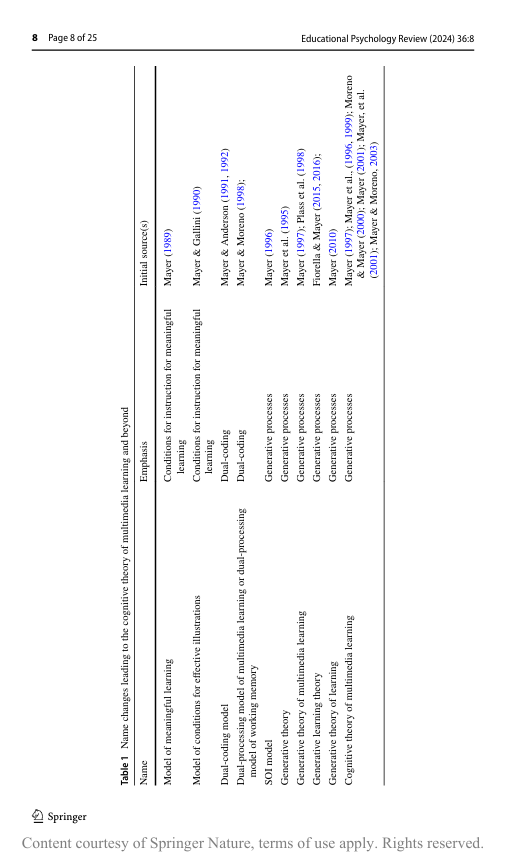 8 Page 8 of 25
Educational Psychology Review (2024) 36:8
Table 1 Name changes leading to the cognitive theory of multimedia learning and beyond
Name Emphasis Initial source(s)
Model of meaningful learning Conditions for instruction for meaningful Mayer (1989)
learning
Model of conditions for effective illustrations Conditions for instruction for meaningful Mayer & Gallini (1990)
learning
Dual-coding model Dual-coding Mayer & Anderson (1991, 1992)
Dual-processing model of multimedia learning or dual-processing Dual-coding Mayer & Moreno (1998);
model of working memory
SOI model Generative processes Mayer (1996)
Generative theory Generative processes Mayer et al. (1995)
Generative theory of multimedia learning Generative processes Mayer (1997); Plass et al. (1998)
Generative learning theory Generative processes Fiorella & Mayer (2015, 2016);
Generative theory of learning Generative processes Mayer (2010)
Cognitive theory of multimedia learning Generative processes Mayer (1997); Mayer et al., (1996, 1999); Moreno
& Mayer (2000); Mayer (2001); Mayer, et al.
(2001); Mayer & Moreno, 2003)
Springer
Content courtesy of Springer Nature, terms of use apply. Rights reserved.